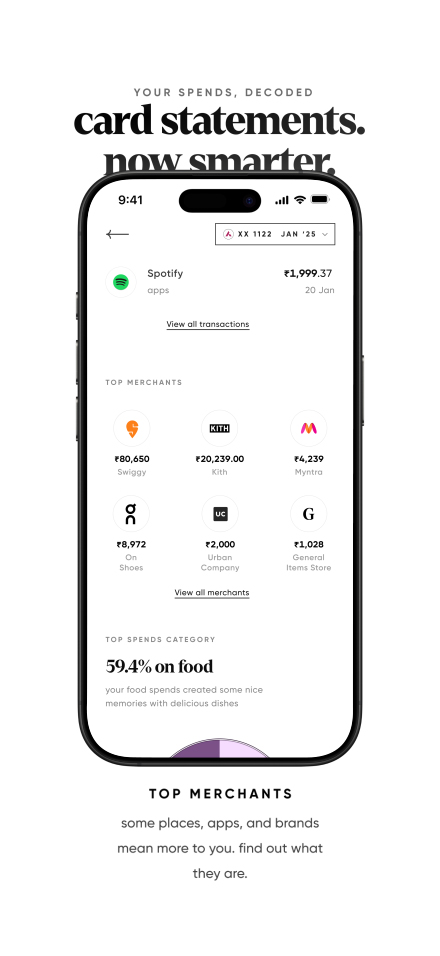 YOUR SPENDS, DECODED
card statements.
now smarter.
9:41
XX 1122 JAN '25
Spotify ₹1,999.37
apps 20 Jan
View all transactions
TOP MERCHANTS
KITH
₹80,650 ₹20,239.00 ₹4,239
Swiggy Kith Myntra
UC G
₹8,972 ₹2,000 ₹1,028
On Urban General
Shoes Company Items Store
View all merchants
TOP SPENDS CATEGORY
59.4% on food
your food spends created some nice
memories with delicious dishes
TOP MERCHANTS
some places, apps, and brands
mean more to you. find out what
they are.